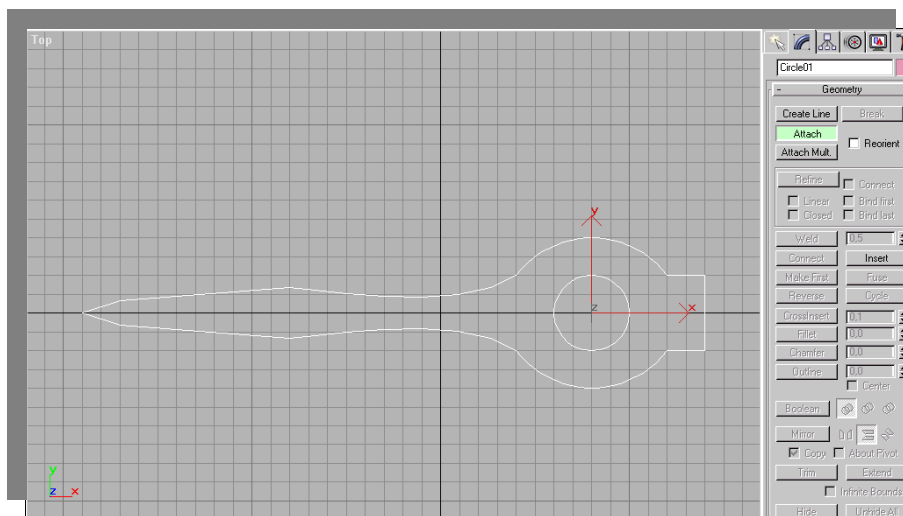 Top
Circle01
- Geometry
Create Line Break
Attach
Reorient
Attach Mult.
Refine Connect
Linear Bind first
Closed Bind last
Weld 0,5
Connect Insert
Make First Fuse
Reverse Cycle
CrossInsert 0,1
Fillet 0,0
Chamfer 0,0
Outline 0,0
Center
Boolean
Mirror
Copy About Pivot
Trim Extend
Infinite Bounds
Hide Unhide All
y
z x
y
z x